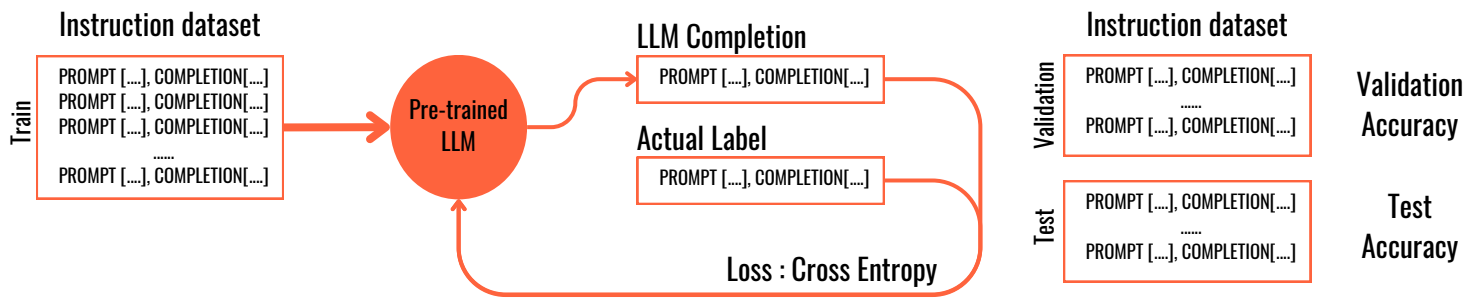 Instruction dataset
Train
PROMPT [....], COMPLETION[....]
PROMPT [....], COMPLETION[....]
PROMPT [....], COMPLETION[....]
......
PROMPT [....], COMPLETION[....]
Pre-trained
LLM
LLM Completion
PROMPT [....], COMPLETION[....]
Actual Label
PROMPT [....], COMPLETION[....]
Loss : Cross Entropy
Instruction dataset
Validation
PROMPT [....], COMPLETION[....]
......
PROMPT [....], COMPLETION[....]
Validation
Accuracy
Test
PROMPT [....], COMPLETION[....]
......
PROMPT [....], COMPLETION[....]
Test
Accuracy